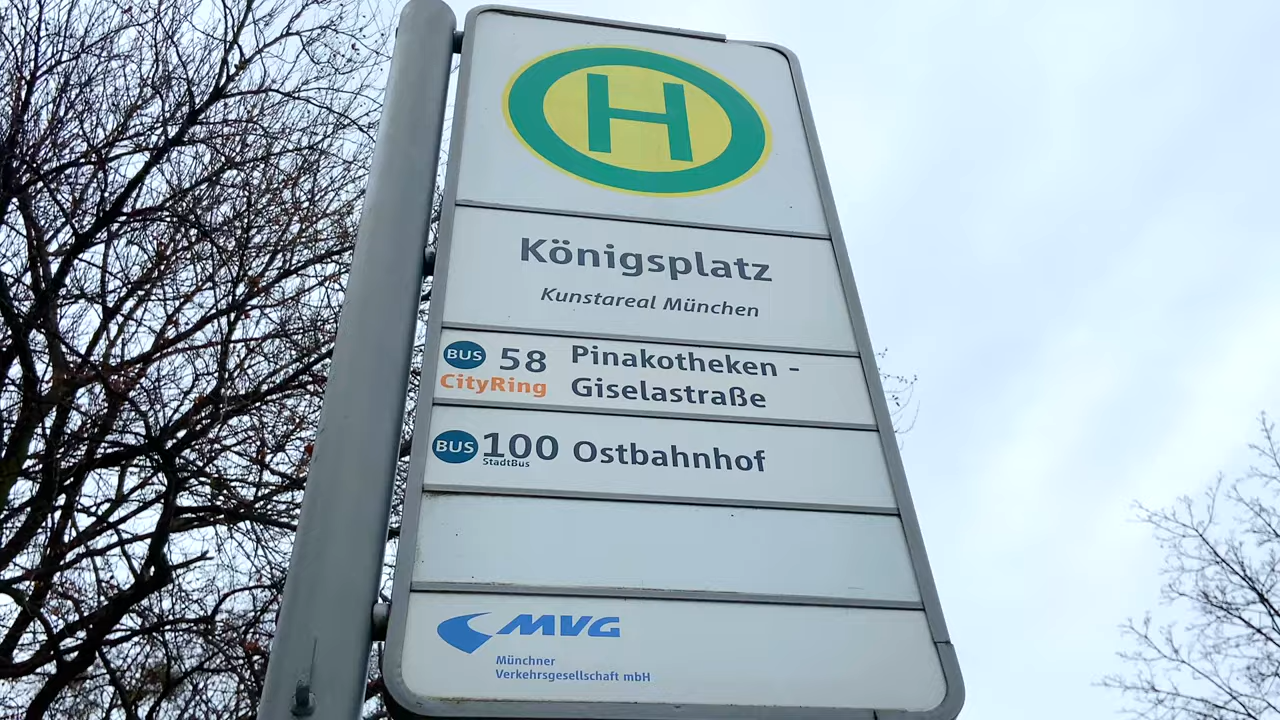 H
Königsplatz
Kunstareal München
BUS 58 Pinakotheken -
CityRing Giselastraße
BUS 100 Ostbahnhof
StadtBus
MVG
Münchner
Verkehrsgesellschaft mbH